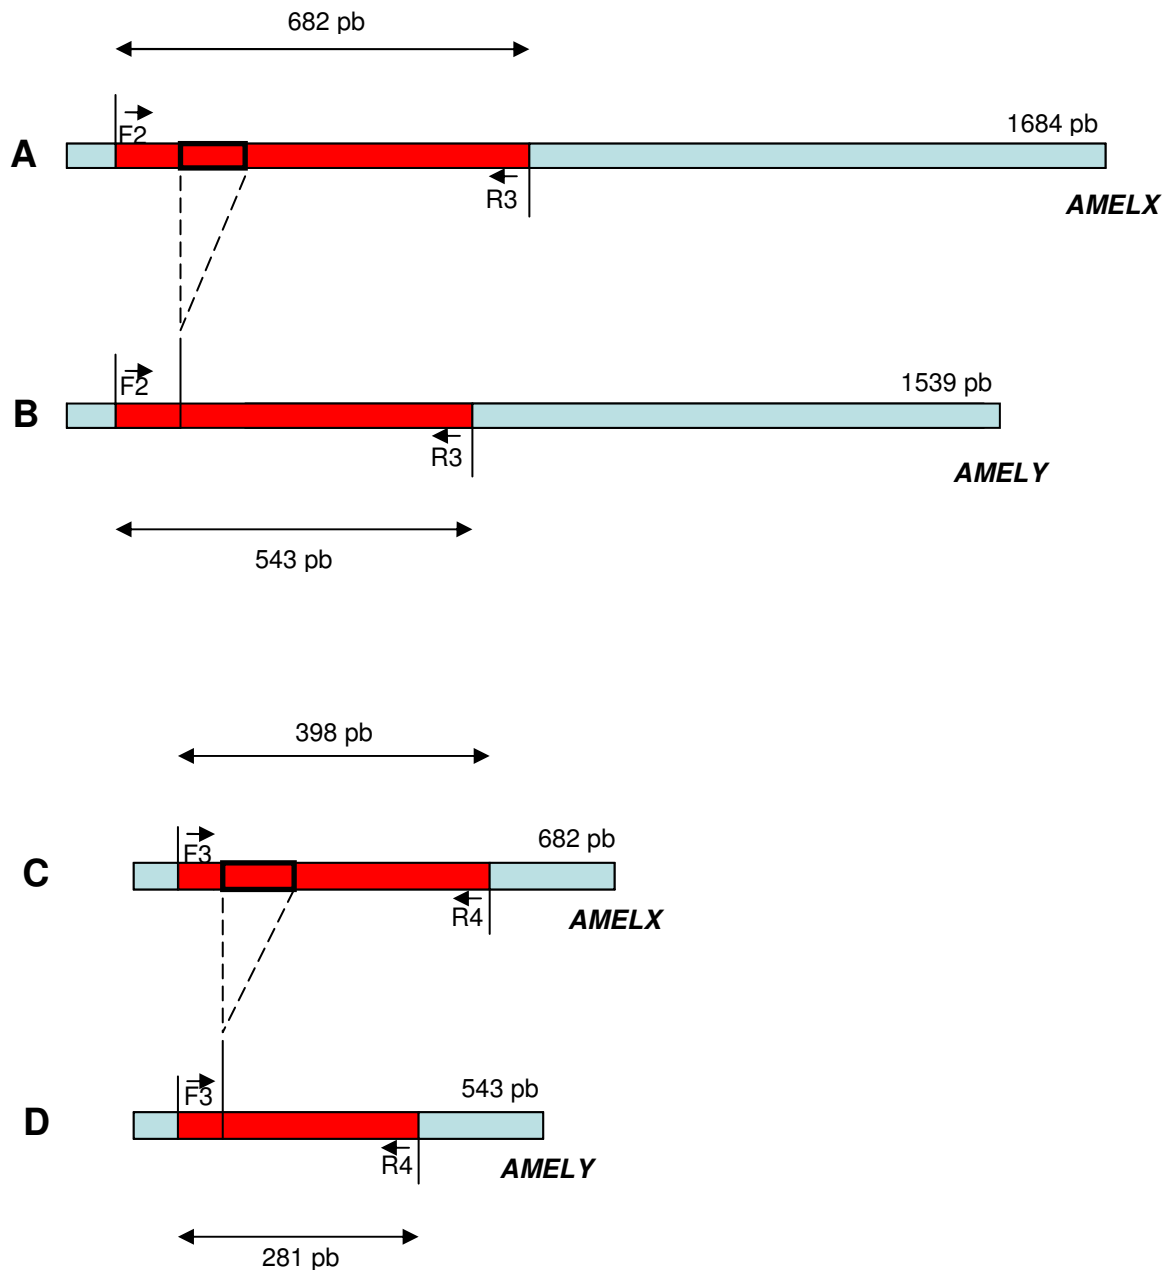 682 pb
1684 pb
F2
A
R3
AMELX
1539 pb
F2
B
R3
AMELY
543 pb
398 pb
682 pb
F3
C
R4
AMELX
543 pb
F3
D
R4
AMELY
281 pb